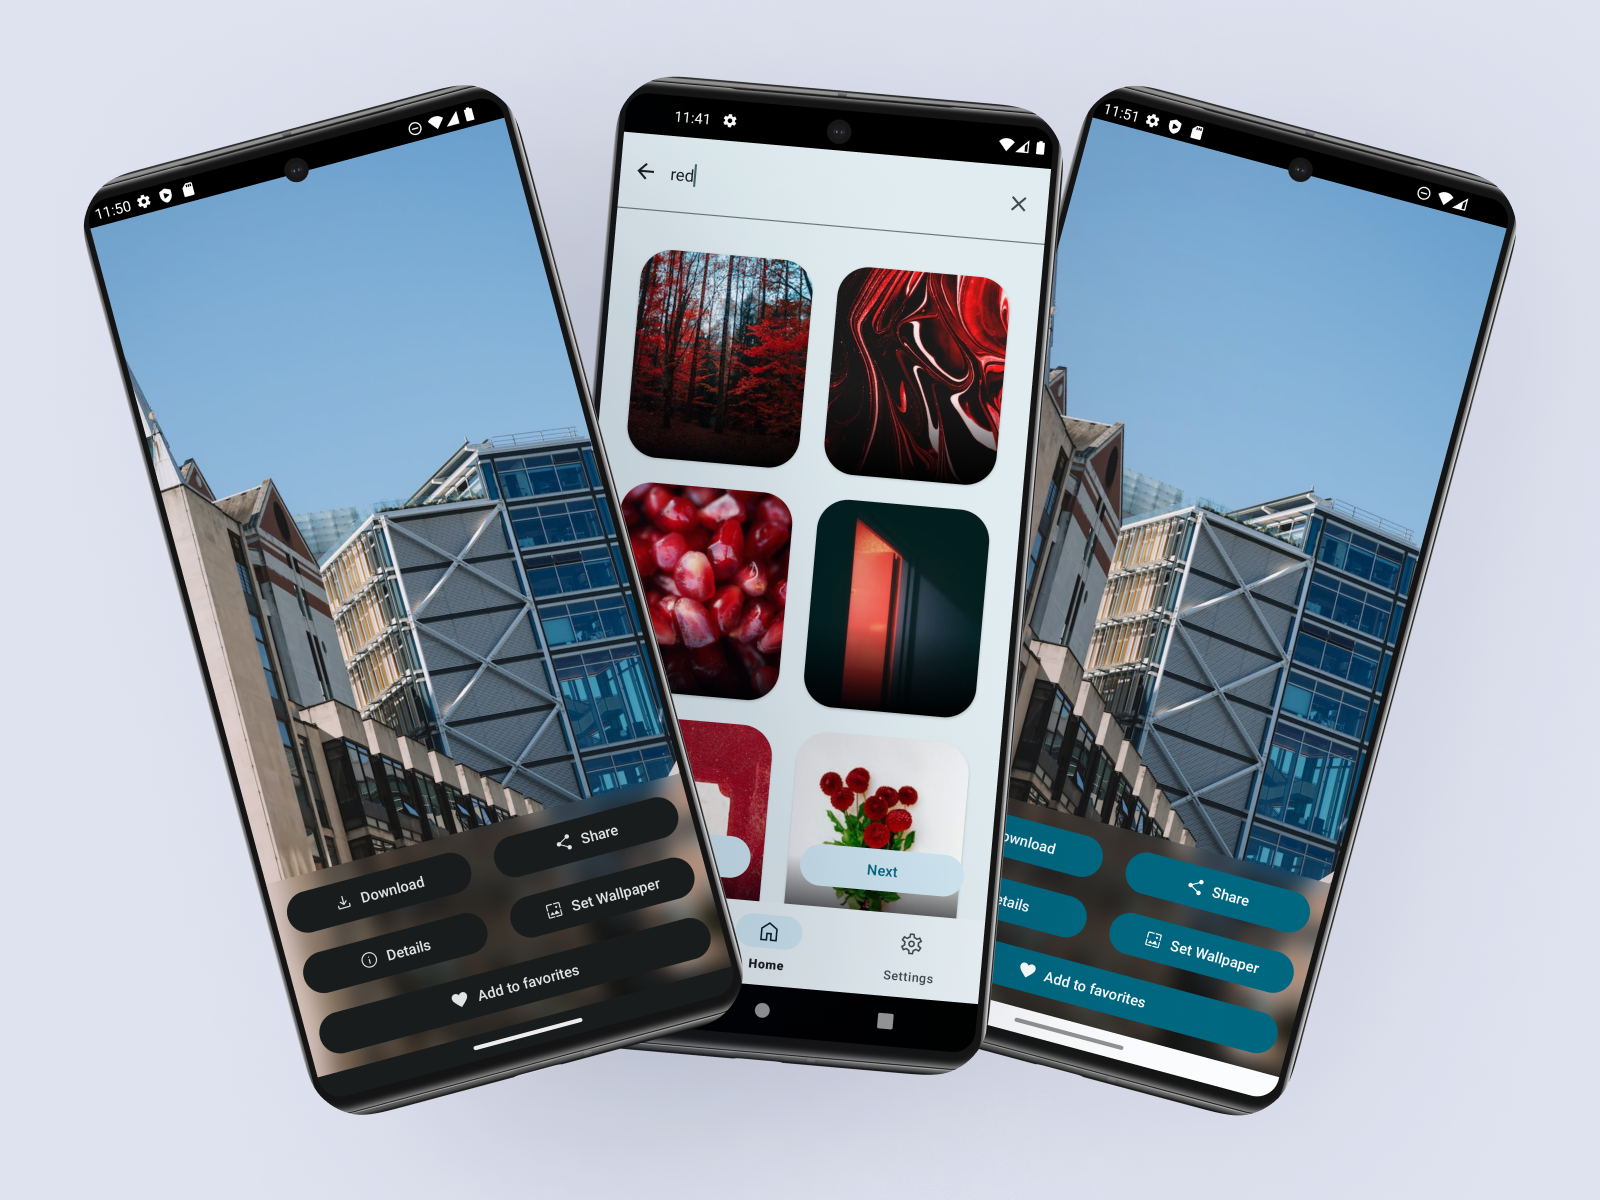 11:50
Download
Share
Details
Set Wallpaper
Add to favorites
11:41
red
Next
Home
Settings
11:51
ownload
Share
etails
Set Wallpaper
Add to favorites